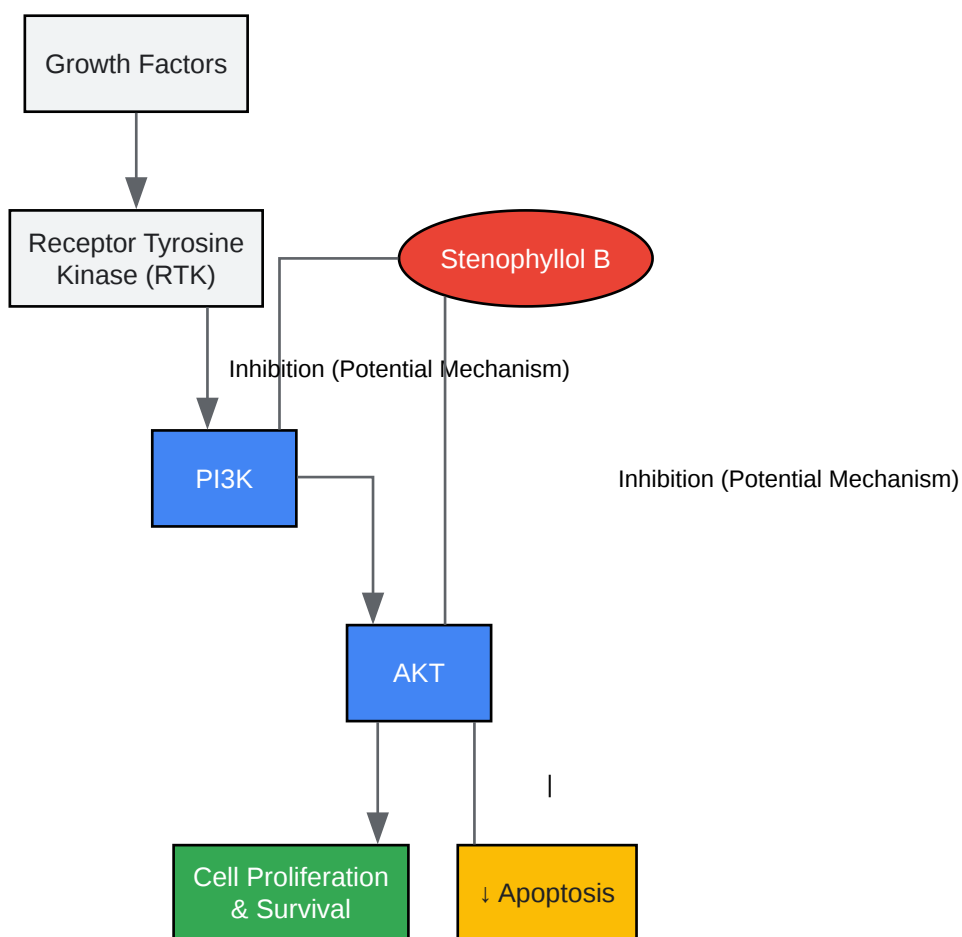 Growth Factors
Receptor Tyrosine
Kinase (RTK)
Stenophyllol B
Inhibition (Potential Mechanism)
PI3K
Inhibition (Potential Mechanism)
AKT
|
Cell Proliferation
& Survival
↓ Apoptosis